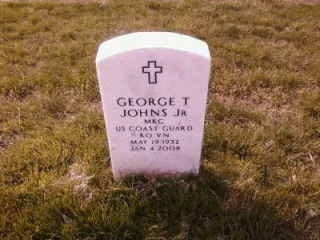 GEORGE T
JOHNS JR
MKC
US COAST GUARD
KO VN
MAY 19 1932
JAN 4 2008